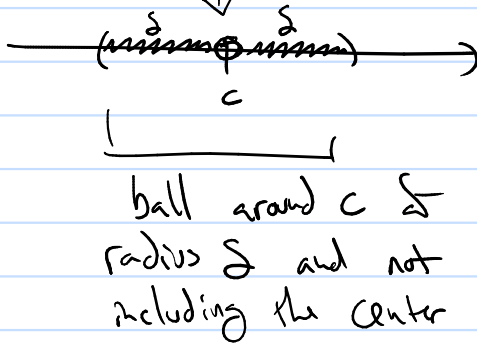 δ δ
c
ball around c of
radius δ and not
including the center